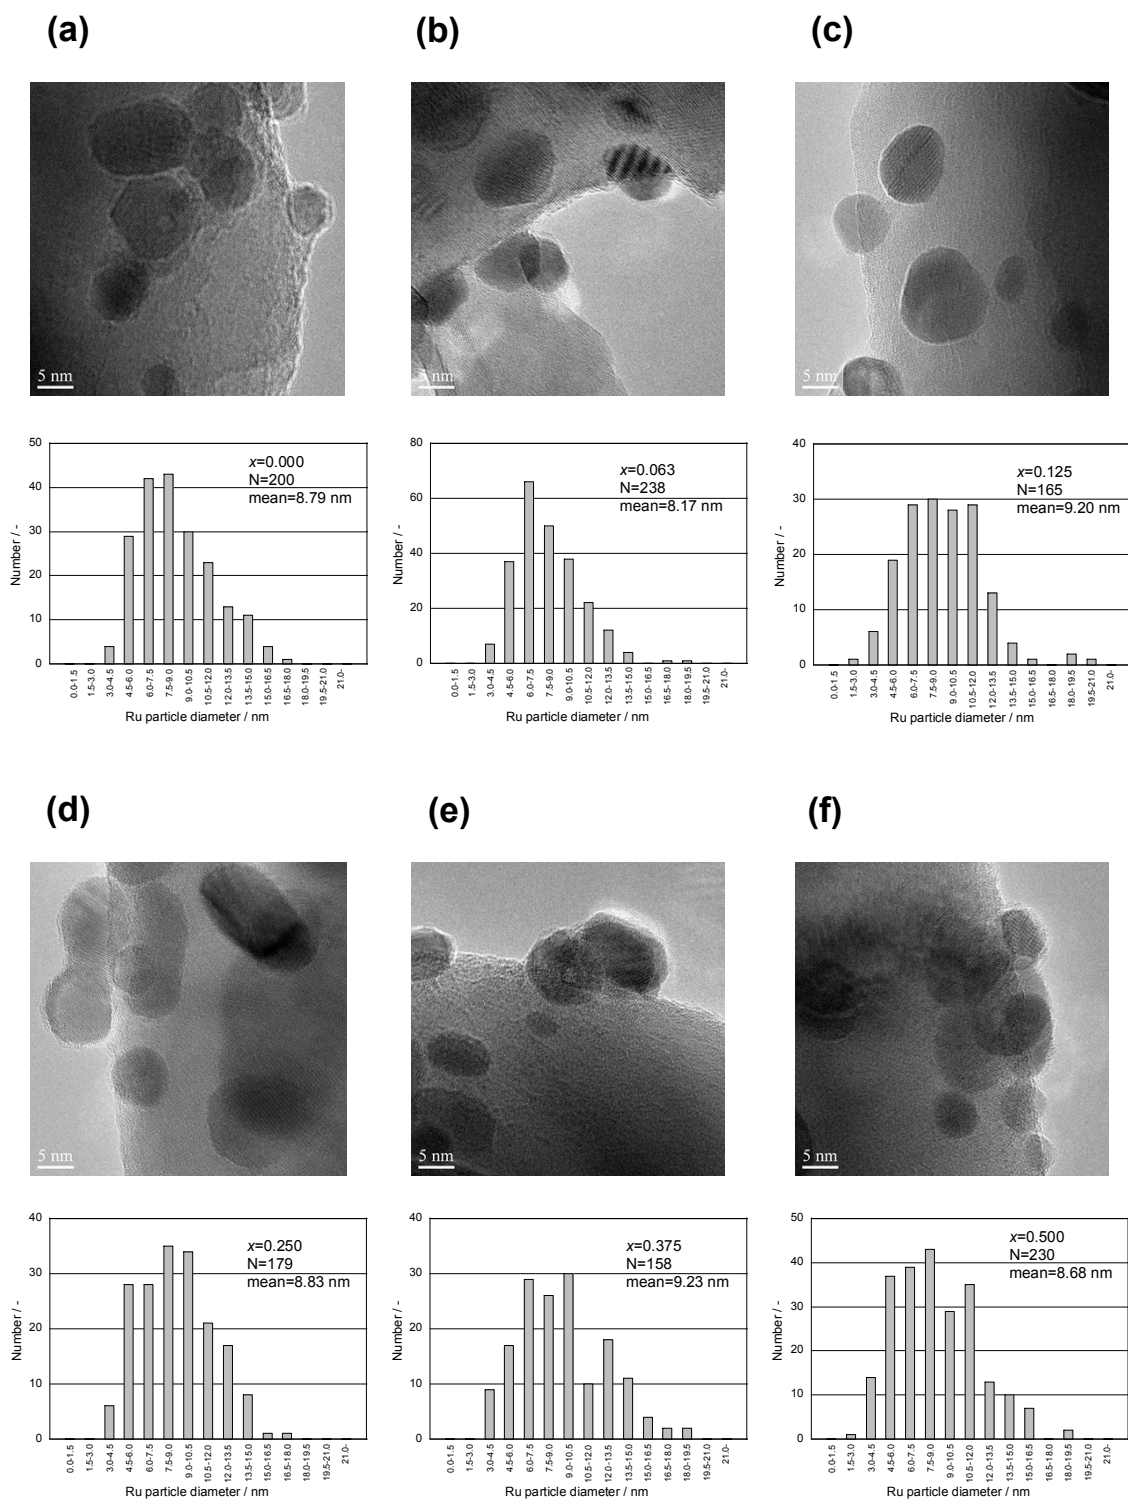 (a)
(b)
(c)
5 nm
5 nm
5 nm
50
40
30
20
10
0
Number / -
x=0.000
N=200
mean=8.79 nm
0.0-1.5
1.5-3.0
3.0-4.5
4.5-6.0
6.0-7.5
7.5-9.0
9.0-10.5
10.5-12.0
12.0-13.5
13.5-15.0
15.0-16.5
16.5-18.0
18.0-19.5
19.5-21.0
21.0-
Ru particle diameter / nm
80
60
40
20
0
Number / -
x=0.063
N=238
mean=8.17 nm
0.0-1.5
1.5-3.0
3.0-4.5
4.5-6.0
6.0-7.5
7.5-9.0
9.0-10.5
10.5-12.0
12.0-13.5
13.5-15.0
15.0-16.5
16.5-18.0
18.0-19.5
19.5-21.0
21.0-
Ru particle diameter / nm
40
30
20
10
0
Number / -
x=0.125
N=165
mean=9.20 nm
0.0-1.5
1.5-3.0
3.0-4.5
4.5-6.0
6.0-7.5
7.5-9.0
9.0-10.5
10.5-12.0
12.0-13.5
13.5-15.0
15.0-16.5
16.5-18.0
18.0-19.5
19.5-21.0
21.0-
Ru particle diameter / nm
(d)
(e)
(f)
5 nm
5 nm
5 nm
40
30
20
10
0
Number / -
x=0.250
N=179
mean=8.83 nm
0.0-1.5
1.5-3.0
3.0-4.5
4.5-6.0
6.0-7.5
7.5-9.0
9.0-10.5
10.5-12.0
12.0-13.5
13.5-15.0
15.0-16.5
16.5-18.0
18.0-19.5
19.5-21.0
21.0-
Ru particle diameter / nm
40
30
20
10
0
Number / -
x=0.375
N=158
mean=9.23 nm
0.0-1.5
1.5-3.0
3.0-4.5
4.5-6.0
6.0-7.5
7.5-9.0
9.0-10.5
10.5-12.0
12.0-13.5
13.5-15.0
15.0-16.5
16.5-18.0
18.0-19.5
19.5-21.0
21.0-
Ru particle diameter / nm
50
40
30
20
10
0
Number / -
x=0.500
N=230
mean=8.68 nm
0.0-1.5
1.5-3.0
3.0-4.5
4.5-6.0
6.0-7.5
7.5-9.0
9.0-10.5
10.5-12.0
12.0-13.5
13.5-15.0
15.0-16.5
16.5-18.0
18.0-19.5
19.5-21.0
21.0-
Ru particle diameter / nm